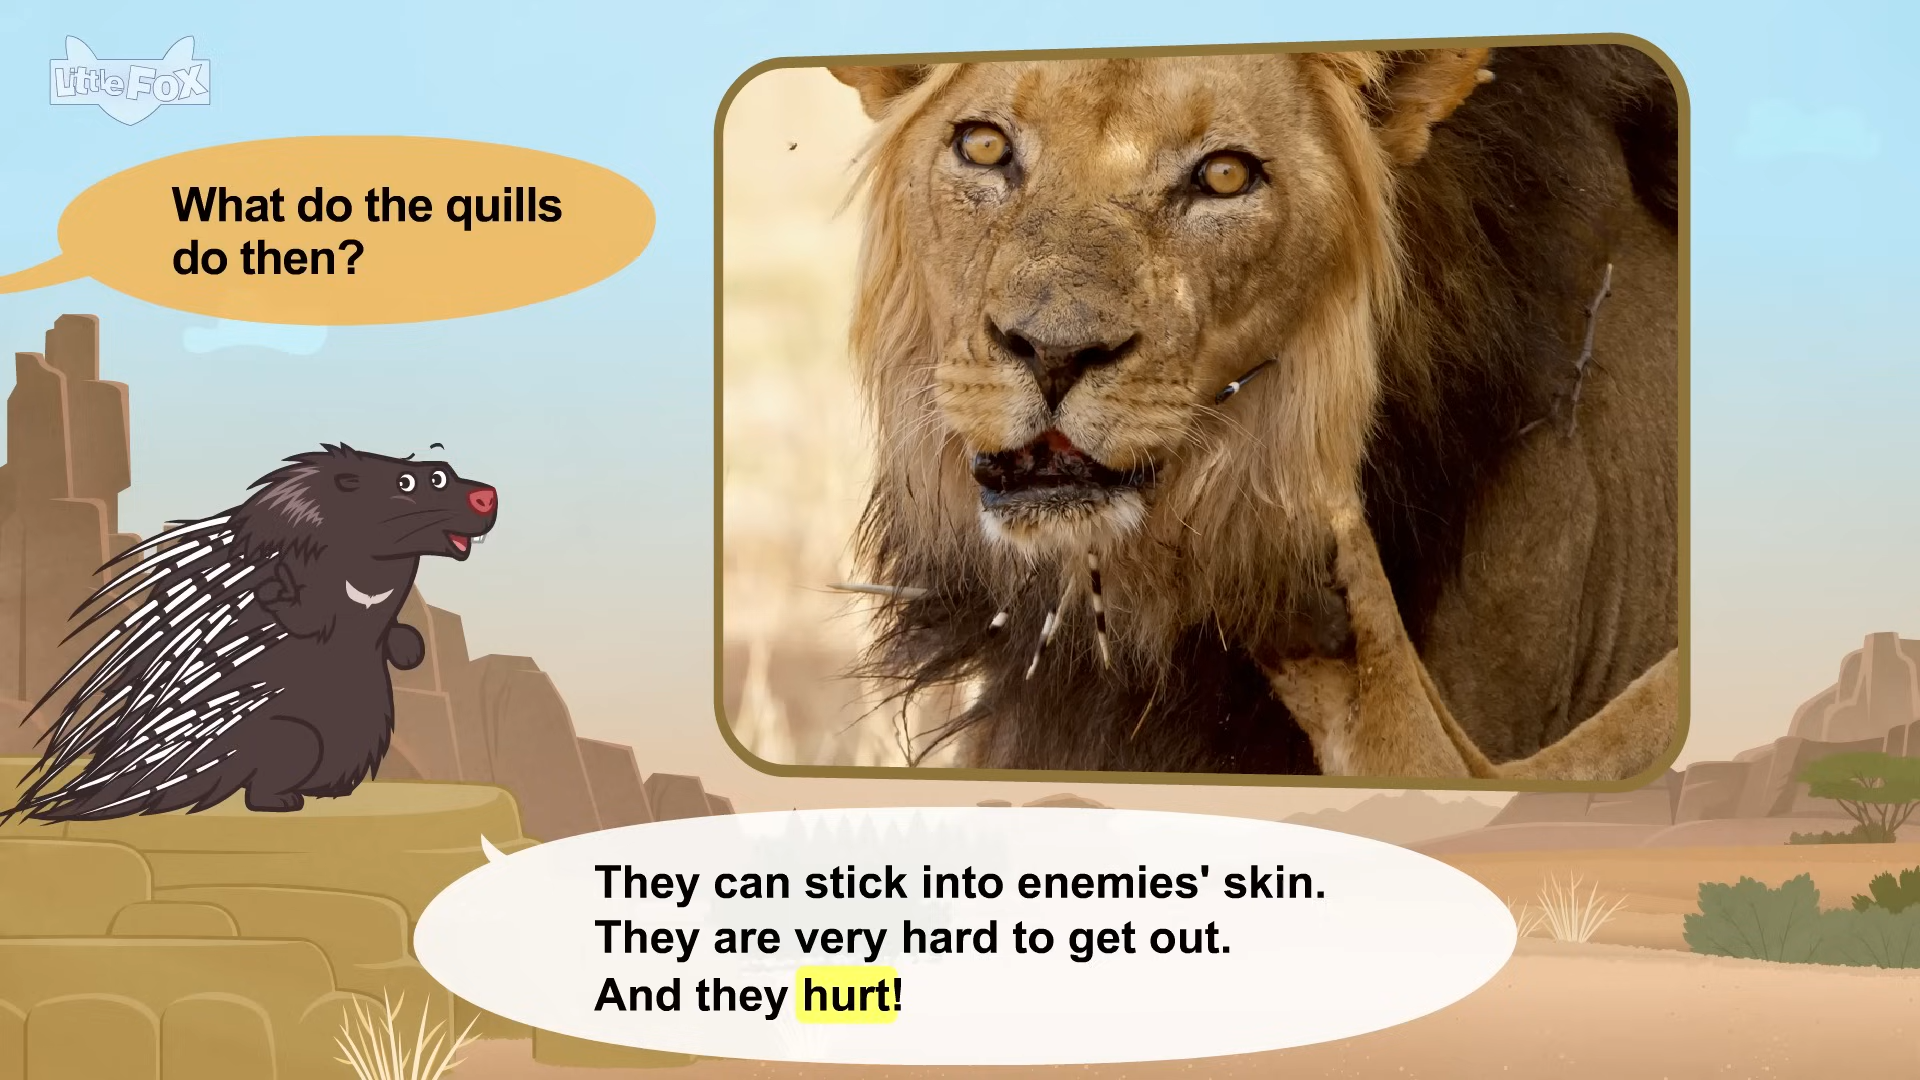 Little Fox
What do the quills
do then?
They can stick into enemies' skin.
They are very hard to get out.
And they hurt!